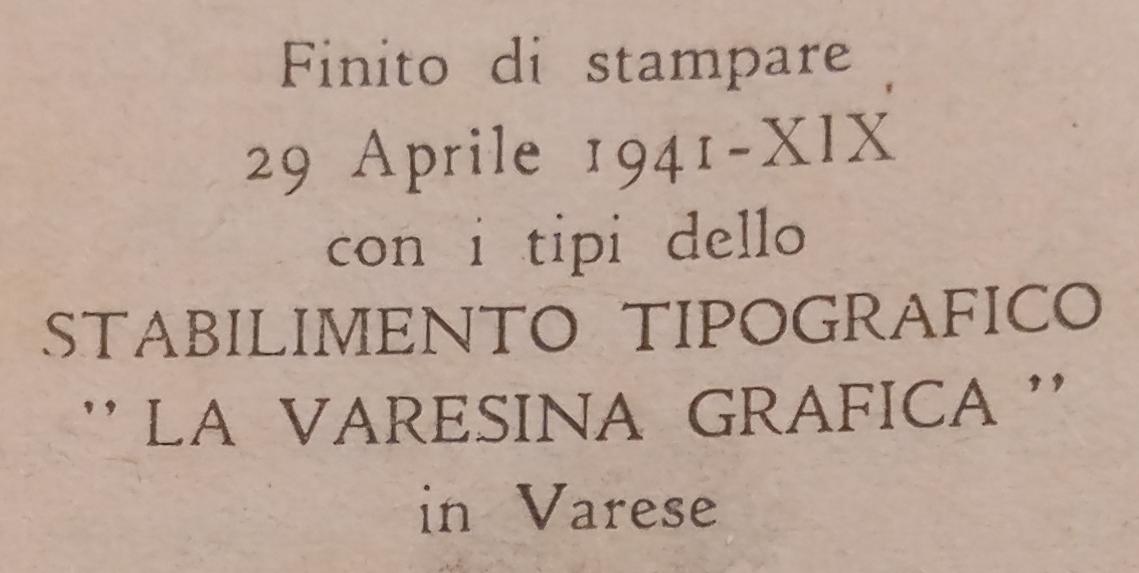 Finito di stampare
29 Aprile 1941-XIX
con i tipi dello
STABILIMENTO TIPOGRAFICO
" LA VARESINA GRAFICA "
in Varese